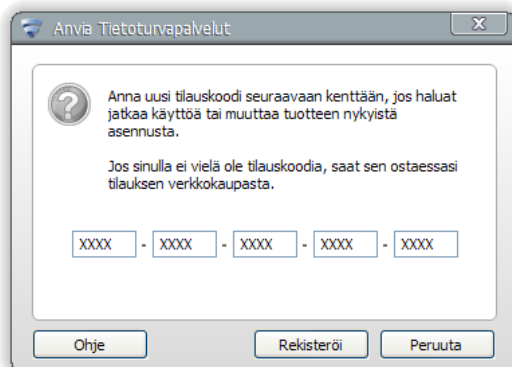 Anvia Tietoturvapalvelut
Anna uusi tilauskoodi seuraavaan kenttään, jos haluat
jatkaa käyttöä tai muuttaa tuotteen nykyistä
asennusta.
Jos sinulla ei vielä ole tilauskoodia, saat sen ostaessasi
tilauksen verkkokaupasta.
XXXX - XXXX - XXXX - XXXX - XXXX
Ohje Rekisteröi Peruuta